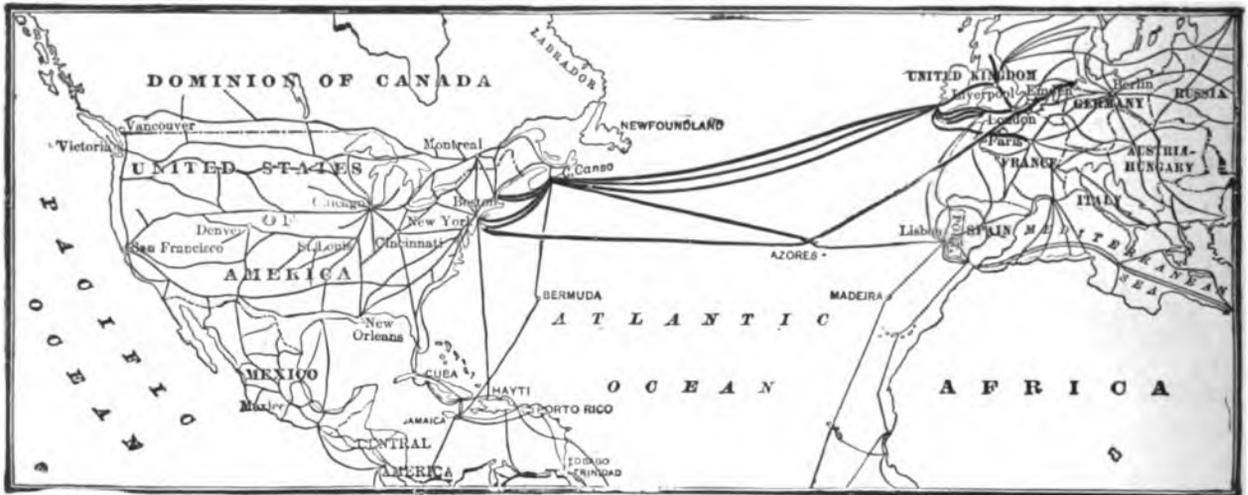 LABRADOR
DOMINION OF CANADA
UNITED KINGDOM
Liverpool
Emden
Berlin
GERMANY
RUSSIA
Vancouver
NEWFOUNDLAND
London
Victoria
Montreal
Paris
AUSTRIA-
HUNGARY
FRANCE
UNITED STATES
C. Canso
Chicago
Boston
ITALY
PACIFIC
OCEAN
OF
New York
Denver
Lisbon
SPAIN
MEDITERRANEAN
SEA
San Francisco
St. Louis
Cincinnati
AZORES
AMERICA
BERMUDA
MADEIRA
ATLANTIC
New
Orleans
MEXICO
CUBA
OCEAN
AFRICA
HAYTI
Mexico
JAMAICA
PORTO RICO
CENTRAL
AMERICA
TOBAGO
TRINIDAD